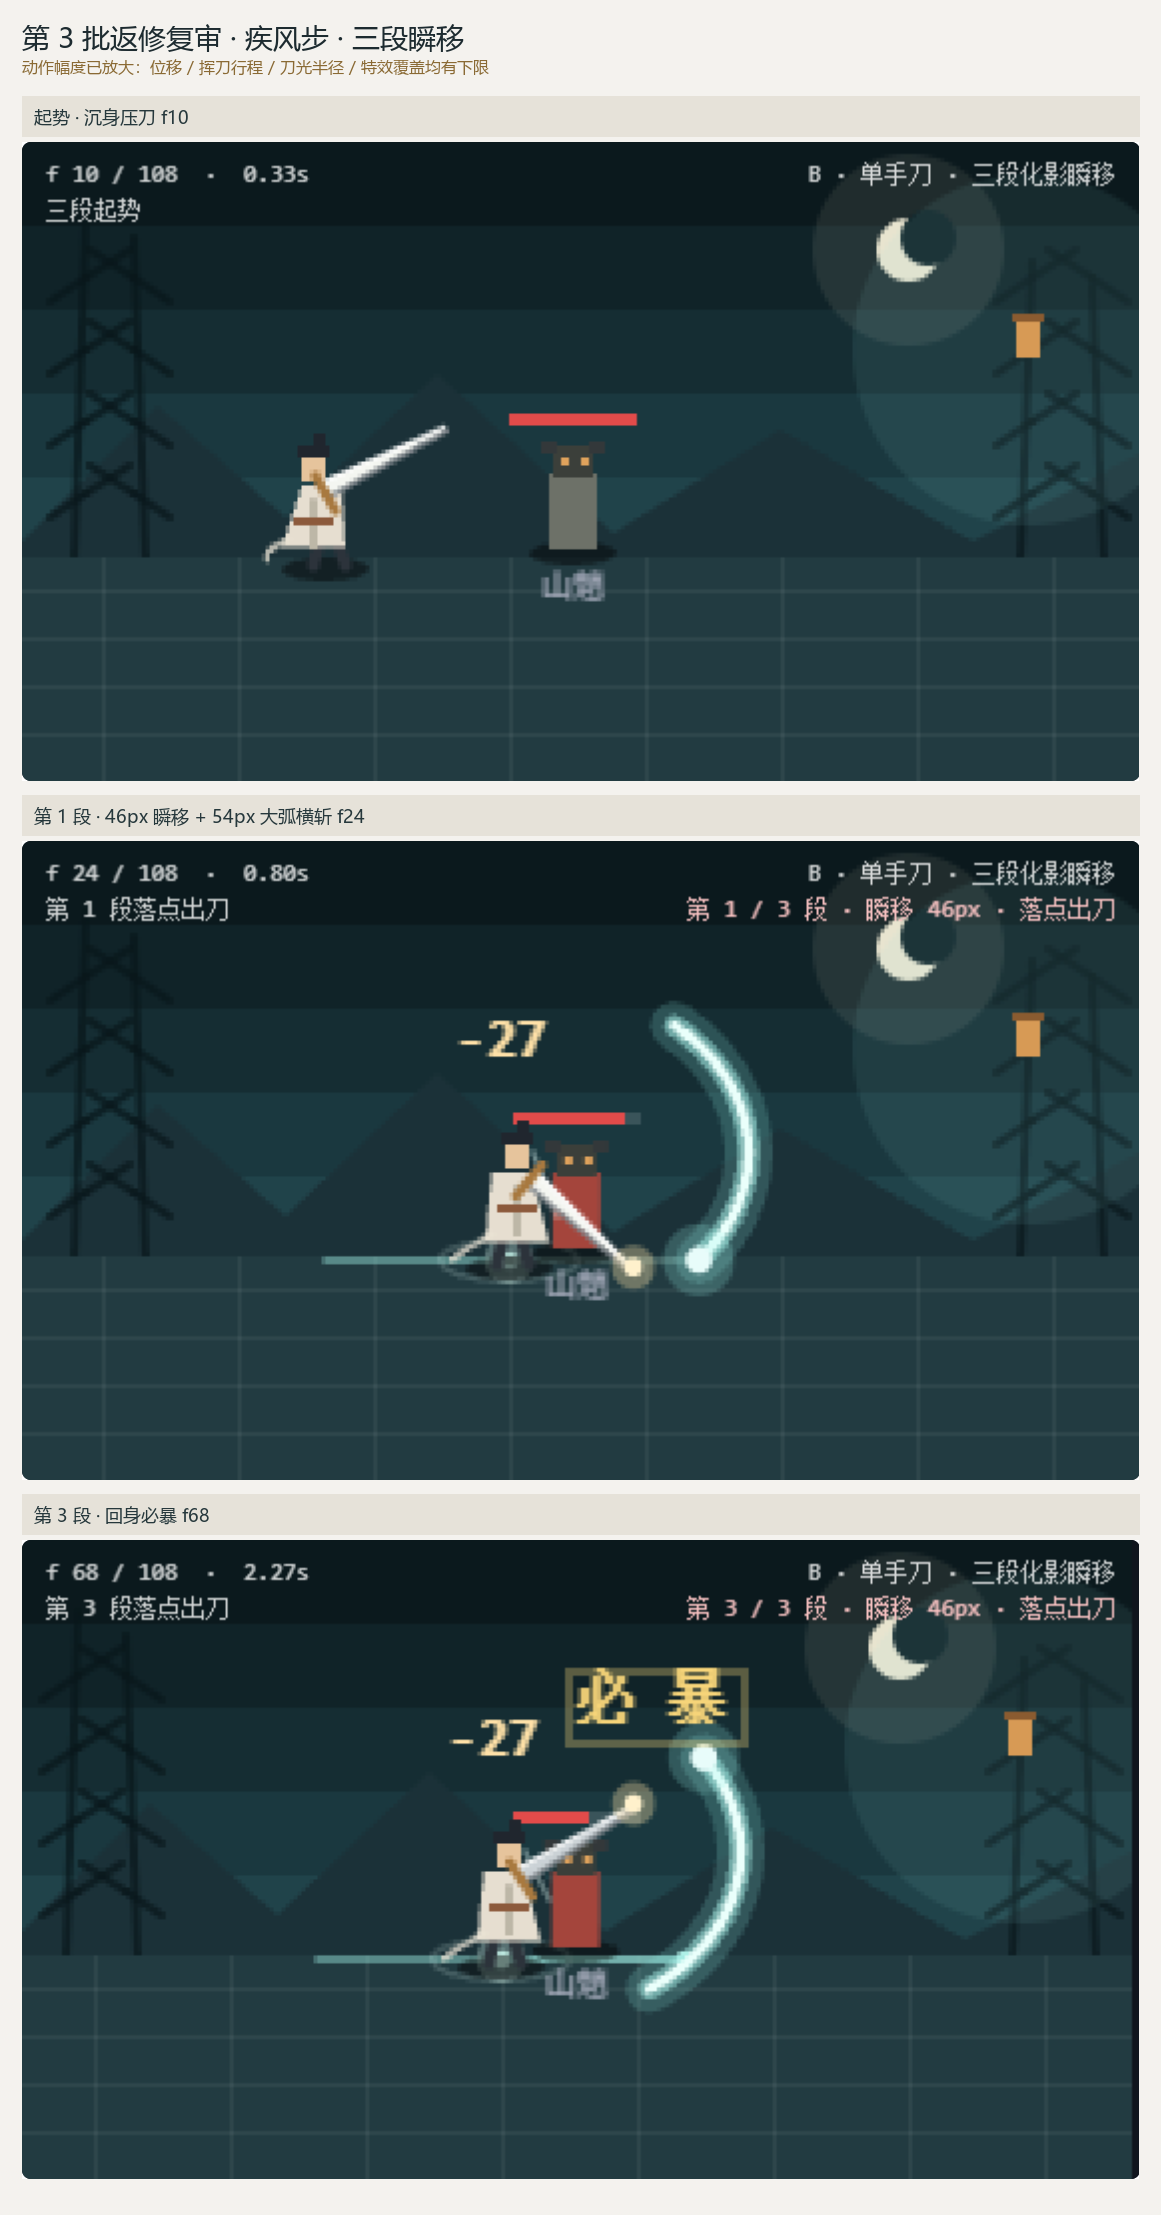 第 3 批返修复审 · 疾风步 · 三段瞬移
动作幅度已放大：位移 / 挥刀行程 / 刀光半径 / 特效覆盖均有下限
起势 · 沉身压刀 f10
f 10 / 108 · 0.33s
B · 单手刀 · 三段化影瞬移
三段起势
山魈
第 1 段 · 46px 瞬移 + 54px 大弧横斩 f24
f 24 / 108 · 0.80s
B · 单手刀 · 三段化影瞬移
第 1 段落点出刀
第 1 / 3 段 · 瞬移 46px · 落点出刀
-27
山魈
第 3 段 · 回身必暴 f68
f 68 / 108 · 2.27s
B · 单手刀 · 三段化影瞬移
第 3 段落点出刀
第 3 / 3 段 · 瞬移 46px · 落点出刀
必 暴
-27
山魈